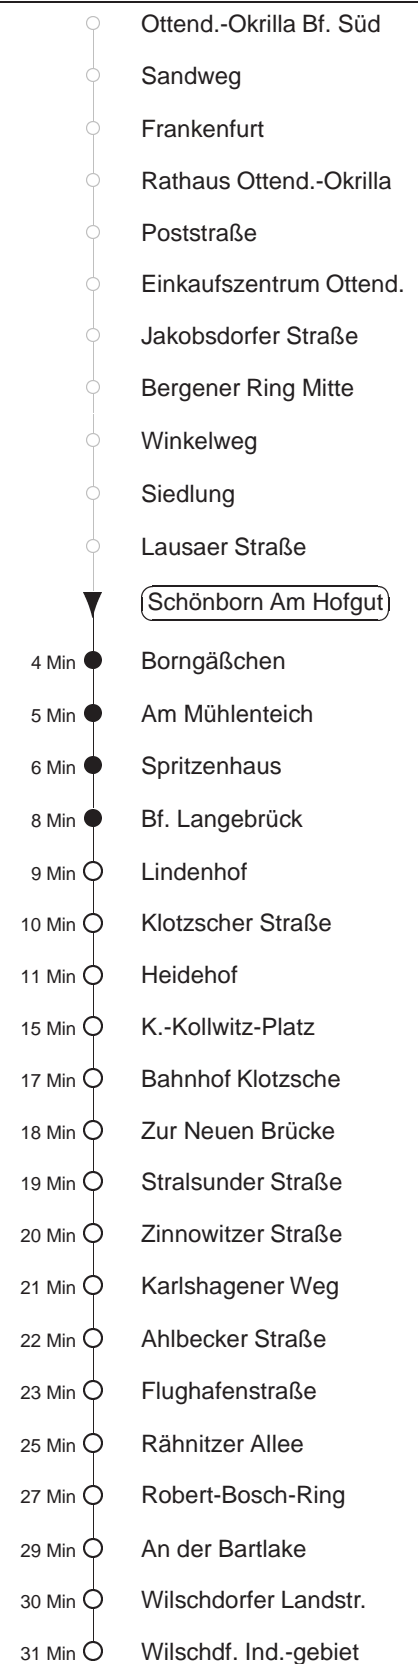 Ottend.-Okrilla Bf. Süd
Sandweg
Frankenfurt
Rathaus Ottend.-Okrilla
Poststraße
Einkaufszentrum Ottend.
Jakobsdorfer Straße
Bergener Ring Mitte
Winkelweg
Siedlung
Lausaer Straße
Schönborn Am Hofgut
4 Min Borngäßchen
5 Min Am Mühlenteich
6 Min Spritzenhaus
8 Min Bf. Langebrück
9 Min Lindenhof
10 Min Klotzscher Straße
11 Min Heidehof
15 Min K.-Kollwitz-Platz
17 Min Bahnhof Klotzsche
18 Min Zur Neuen Brücke
19 Min Stralsunder Straße
20 Min Zinnowitzer Straße
21 Min Karlshagener Weg
22 Min Ahlbecker Straße
23 Min Flughafenstraße
25 Min Rähnitzer Allee
27 Min Robert-Bosch-Ring
29 Min An der Bartlake
30 Min Wilschdorfer Landstr.
31 Min Wilschdf. Ind.-gebiet